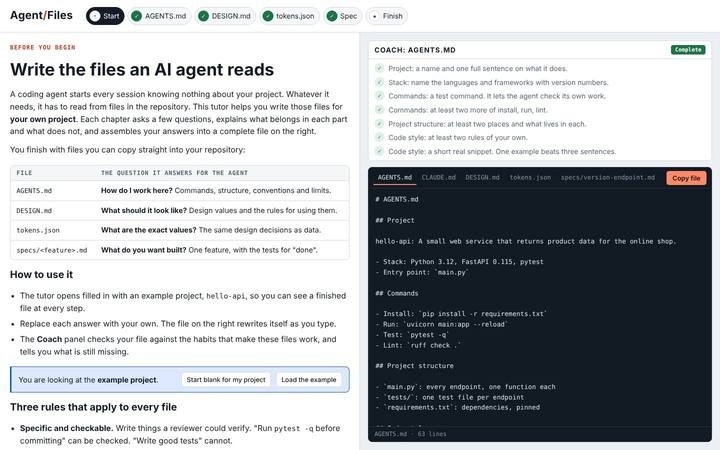 Agent/Files
Start
AGENTS.md
DESIGN.md
tokens.json
Spec
Finish
BEFORE YOU BEGIN
Write the files an AI agent reads
A coding agent starts every session knowing nothing about your project. Whatever it
needs, it has to read from files in the repository. This tutor helps you write those files for
your own project. Each chapter asks a few questions, explains what belongs in each part
and what does not, and assembles your answers into a complete file on the right.
You finish with files you can copy straight into your repository:
FILE THE QUESTION IT ANSWERS FOR THE AGENT
AGENTS.md How do I work here? Commands, structure, conventions and limits.
DESIGN.md What should it look like? Design values and the rules for using them.
tokens.json What are the exact values? The same design decisions as data.
specs/<feature>.md What do you want built? One feature, with the tests for "done".
How to use it
• The tutor opens filled in with an example project, hello-api, so you can see a finished
file at every step.
• Replace each answer with your own. The file on the right rewrites itself as you type.
• The Coach panel checks your file against the habits that make these files work, and
tells you what is still missing.
You are looking at the example project. Start blank for my project Load the example
Three rules that apply to every file
• Specific and checkable. Write things a reviewer could verify. "Run pytest -q before
committing" can be checked. "Write good tests" cannot.
COACH: AGENTS.MD Complete
Project: a name and one full sentence on what it does.
Stack: name the languages and frameworks with version numbers.
Commands: a test command. It lets the agent check its own work.
Commands: at least two more of install, run, lint.
Project structure: at least two places and what lives in each.
Code style: at least two rules of your own.
Code style: a short real snippet. One example beats three sentences.
AGENTS.md CLAUDE.md DESIGN.md tokens.json specs/version-endpoint.md Copy file
# AGENTS.md
## Project
hello-api: A small web service that returns product data for the online shop.
- Stack: Python 3.12, FastAPI 0.115, pytest
- Entry point: `main.py`
## Commands
- Install: `pip install -r requirements.txt`
- Run: `uvicorn main:app --reload`
- Test: `pytest -q`
- Lint: `ruff check .`
## Project structure
- `main.py`: every endpoint, one function each
- `tests/`: one test file per endpoint
- `requirements.txt`: dependencies, pinned
AGENTS.md · 63 lines